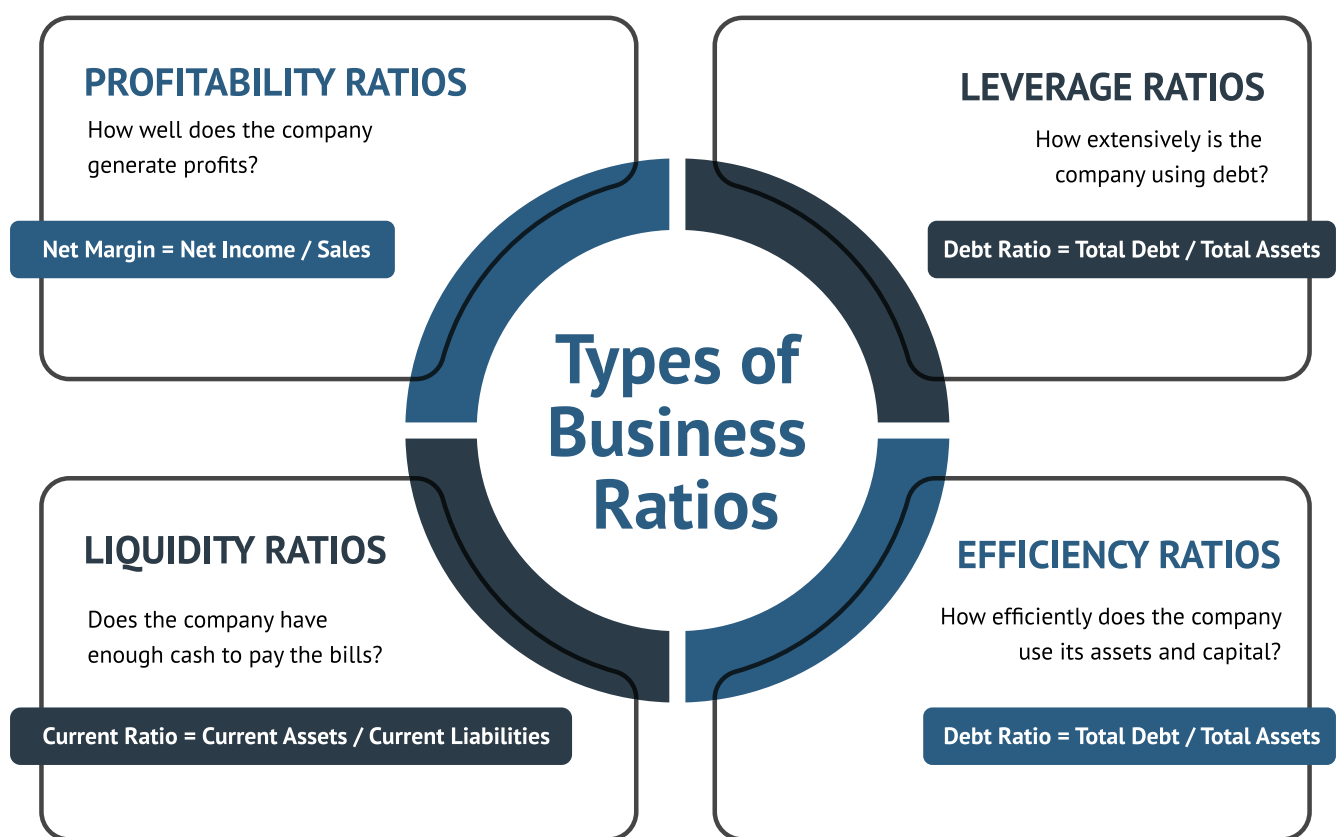 PROFITABILITY RATIOS
How well does the company
generate profits?
Net Margin = Net Income / Sales
LEVERAGE RATIOS
How extensively is the
company using debt?
Debt Ratio = Total Debt / Total Assets
Types of
Business
Ratios
LIQUIDITY RATIOS
Does the company have
enough cash to pay the bills?
Current Ratio = Current Assets / Current Liabilities
EFFICIENCY RATIOS
How efficiently does the company
use its assets and capital?
Debt Ratio = Total Debt / Total Assets